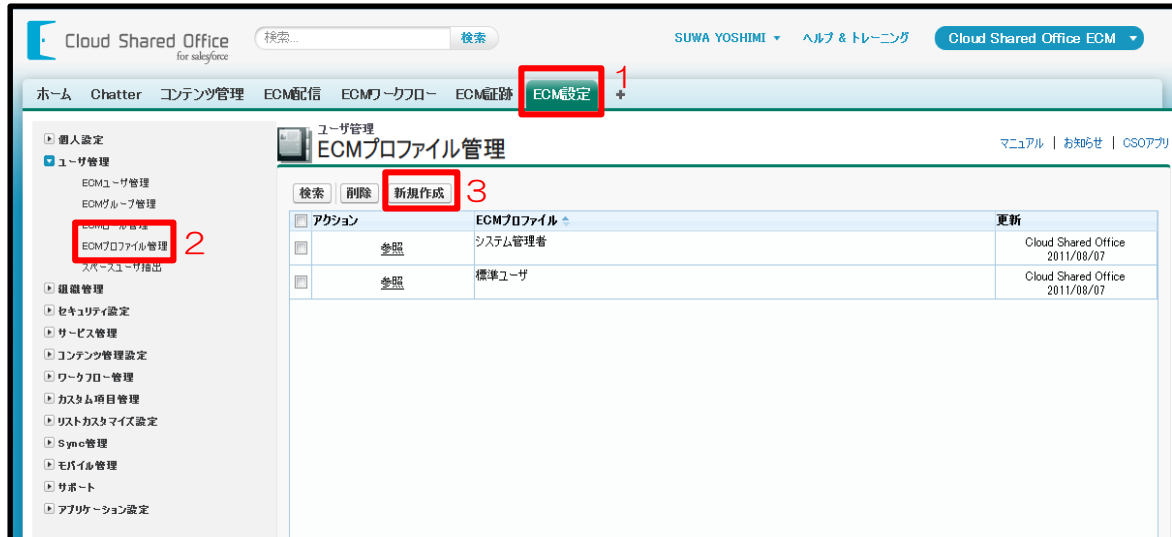 Cloud Shared Office
for salesforce
検索...
検索
SUWA YOSHIMI
ヘルプ & トレーニング
Cloud Shared Office ECM
ホーム Chatter コンテンツ管理 ECM配信 ECMワークフロー ECM証跡 ECM設定 +
1
個人設定
ユーザ管理
ECMユーザ管理
ECMグループ管理
ECMロール管理
ECMプロファイル管理
2
スペースユーザ抽出
組織管理
セキュリティ設定
サービス管理
コンテンツ管理設定
ワークフロー管理
カスタム項目管理
リストカスタマイズ設定
Sync管理
モバイル管理
サポート
アプリケーション設定
ユーザ管理
ECMプロファイル管理
マニュアル | お知らせ | CSOアプリ
検索 削除 新規作成
3
アクション ECMプロファイル 更新
参照 システム管理者 Cloud Shared Office
2011/08/07
参照 標準ユーザ Cloud Shared Office
2011/08/07